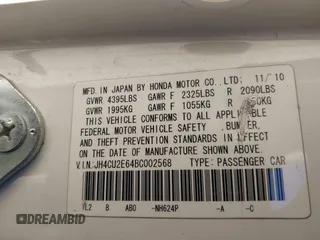 MFD. IN JAPAN BY HONDA MOTOR CO., LTD. 11/10
GVWR 4395LBS GAWR F 2325LBS R 2090LBS
GVWR 1995KG GAWR F 1055KG R 950KG
THIS VEHICLE CONFORMS TO ALL APPLICABLE
FEDERAL MOTOR VEHICLE SAFETY, BUMPER,
AND THEFT PREVENTION STANDARDS IN EFFECT
ON THE DATE OF MANUFACTURE SHOWN ABOVE.
V.I.N.: JH4CU2E64BC002568 TYPE: PASSENGER CAR
B AB0 -NH624P -A -C
© AutoBidMaster